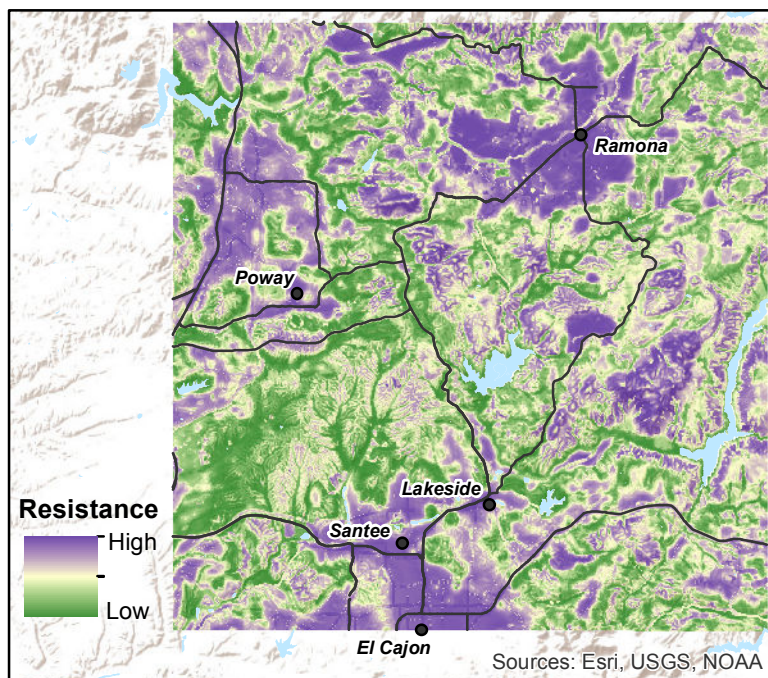 Ramona
Poway
Lakeside
Santee
Resistance
High
Low
El Cajon
Sources: Esri, USGS, NOAA